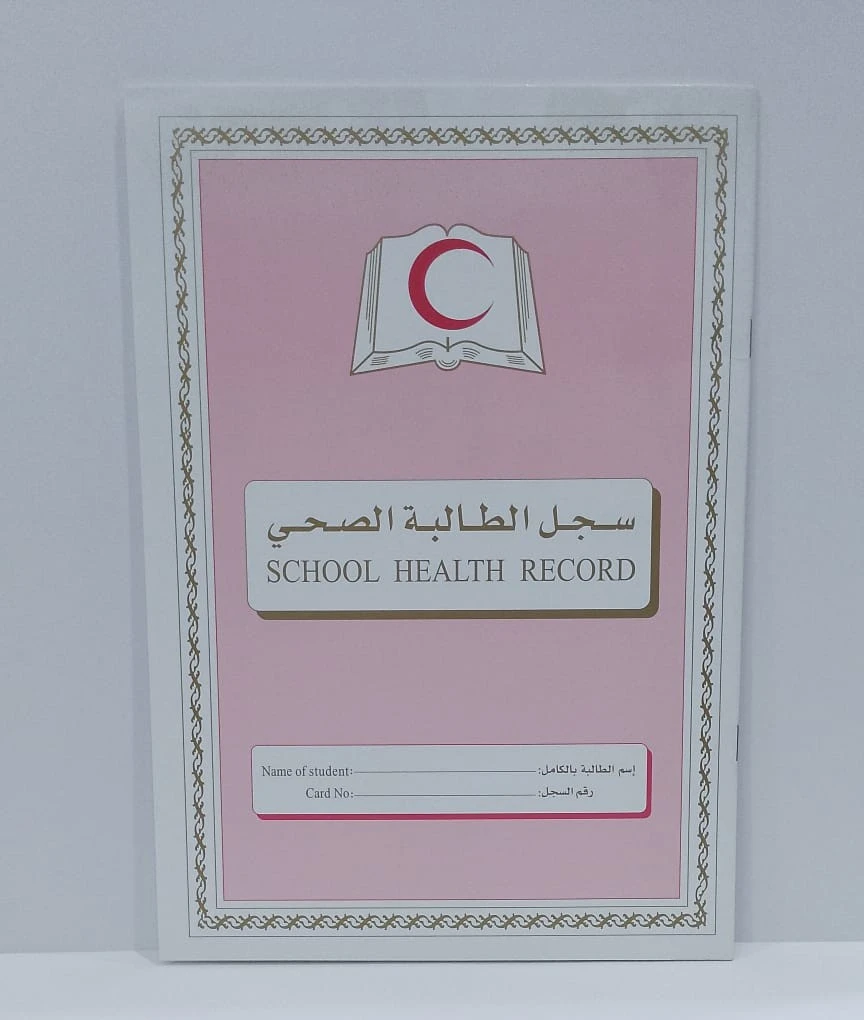 سجل الطالبة الصحي
SCHOOL HEALTH RECORD
Name of student: إسم الطالبة بالكامل:
Card No: رقم السجل: